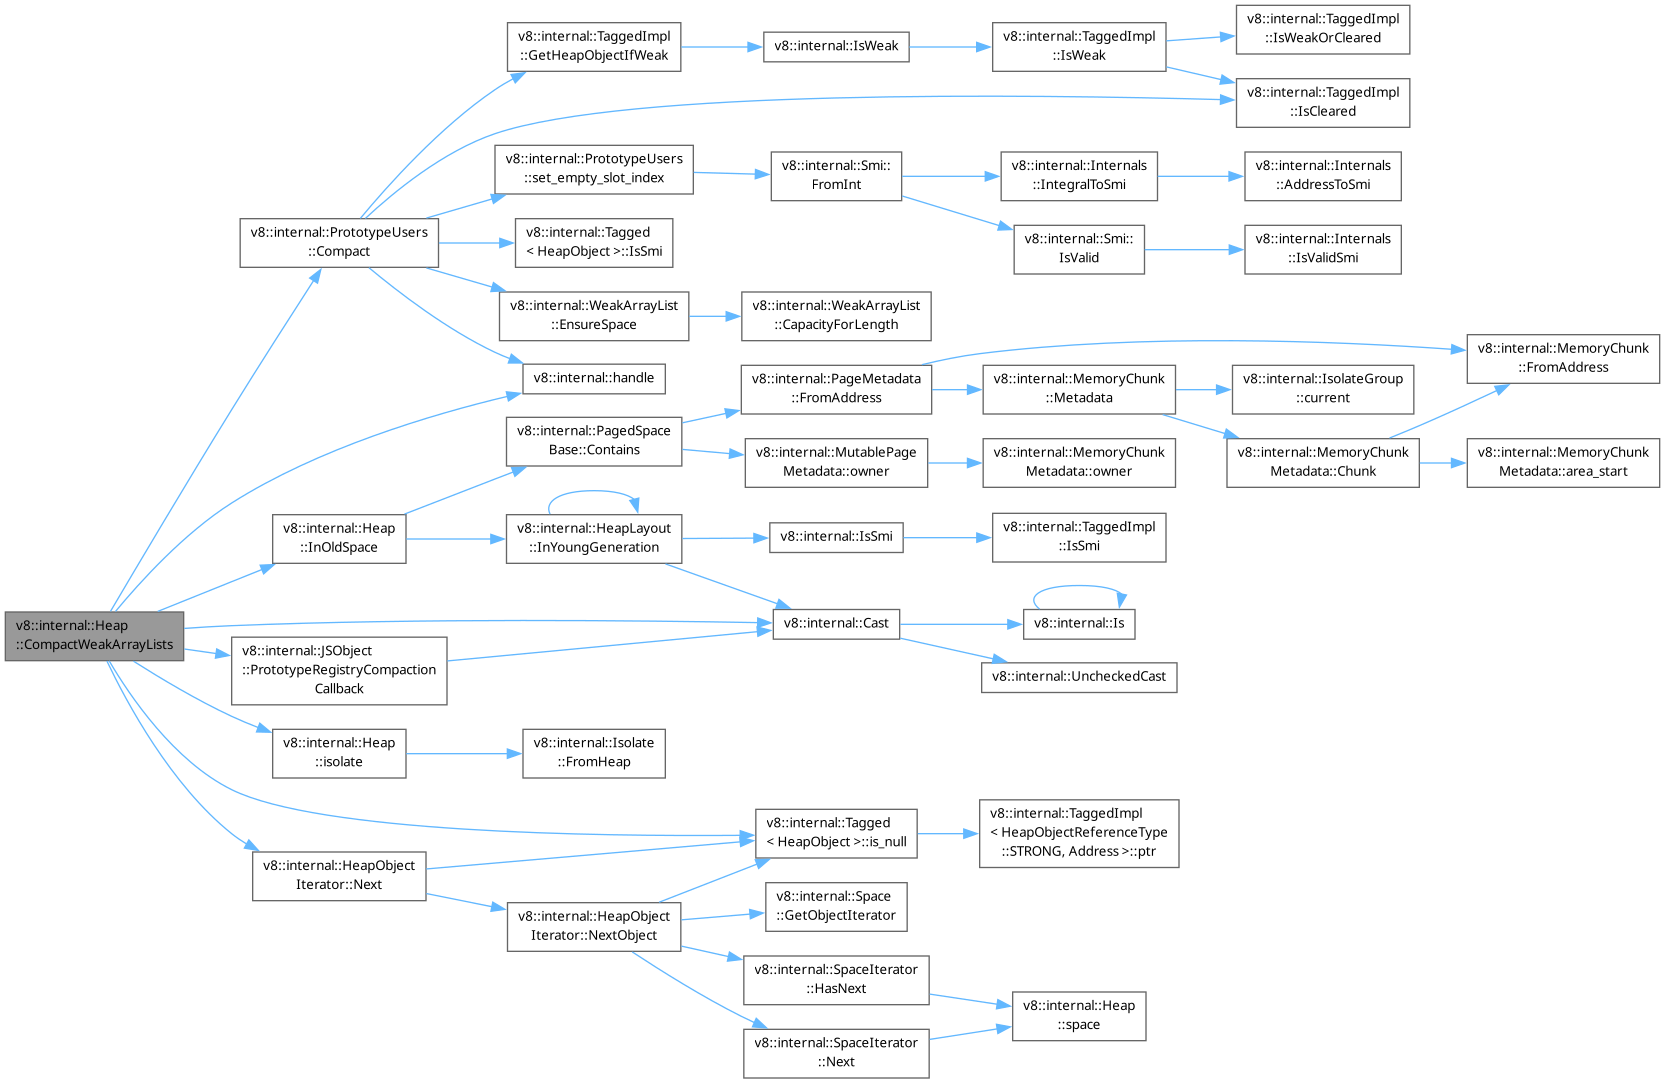 v8::internal::Heap
::CompactWeakArrayLists
v8::internal::PrototypeUsers
::Compact
v8::internal::TaggedImpl
::GetHeapObjectIfWeak
v8::internal::IsWeak
v8::internal::TaggedImpl
::IsWeak
v8::internal::TaggedImpl
::IsWeakOrCleared
v8::internal::TaggedImpl
::IsCleared
v8::internal::PrototypeUsers
::set_empty_slot_index
v8::internal::Smi::
FromInt
v8::internal::Internals
::IntegralToSmi
v8::internal::Internals
::AddressToSmi
v8::internal::Smi::
IsValid
v8::internal::Internals
::IsValidSmi
v8::internal::Tagged
< HeapObject >::IsSmi
v8::internal::WeakArrayList
::EnsureSpace
v8::internal::WeakArrayList
::CapacityForLength
v8::internal::handle
v8::internal::Heap
::InOldSpace
v8::internal::PagedSpace
Base::Contains
v8::internal::PageMetadata
::FromAddress
v8::internal::MemoryChunk
::Metadata
v8::internal::IsolateGroup
::current
v8::internal::MemoryChunk
::FromAddress
v8::internal::MemoryChunk
Metadata::Chunk
v8::internal::MemoryChunk
Metadata::area_start
v8::internal::MutablePage
Metadata::owner
v8::internal::MemoryChunk
Metadata::owner
v8::internal::HeapLayout
::InYoungGeneration
v8::internal::IsSmi
v8::internal::TaggedImpl
::IsSmi
v8::internal::Cast
v8::internal::Is
v8::internal::UncheckedCast
v8::internal::JSObject
::PrototypeRegistryCompaction
Callback
v8::internal::Heap
::isolate
v8::internal::Isolate
::FromHeap
v8::internal::HeapObject
Iterator::Next
v8::internal::Tagged
< HeapObject >::is_null
v8::internal::TaggedImpl
< HeapObjectReferenceType
::STRONG, Address >::ptr
v8::internal::HeapObject
Iterator::NextObject
v8::internal::Space
::GetObjectIterator
v8::internal::SpaceIterator
::HasNext
v8::internal::SpaceIterator
::Next
v8::internal::Heap
::space